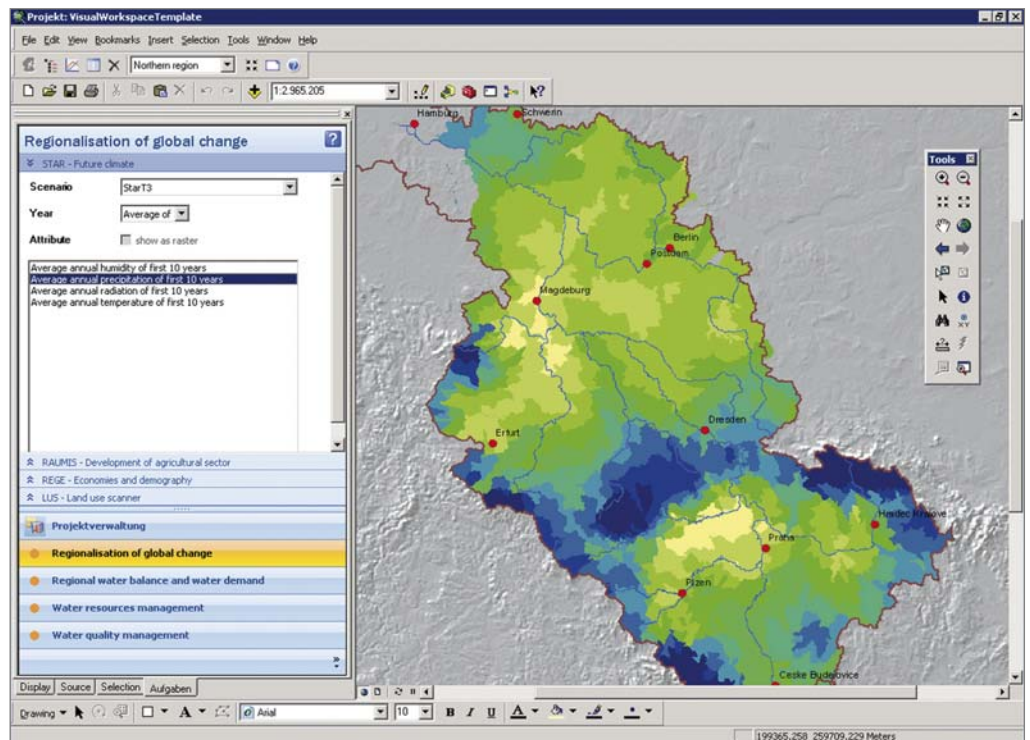 Projekt: VisualWorkspaceTemplate
File Edit View Bookmarks Insert Selection Tools Window Help
Northern region
1:2.965.205
Regionalisation of global change
STAR - Future climate
Scenario StarT3
Year Average of
Attribute show as raster
Average annual humidity of first 10 years
Average annual precipitation of first 10 years
Average annual radiation of first 10 years
Average annual temperature of first 10 years
RAUMIS - Development of agricultural sector
REGE - Economies and demography
LUS - Land use scanner
Projektverwaltung
Regionalisation of global change
Regional water balance and water demand
Water resources management
Water quality management
Display Source Selection Aufgaben
Hamburg
Schwerin
Berlin
Postdam
Magdeburg
Dresden
Erfurt
Hradec Kralove
Praha
Plzen
Ceske Budejovice
Tools
XY
Drawing A Arial 10 B I U A
199365,258 259709,229 Meters